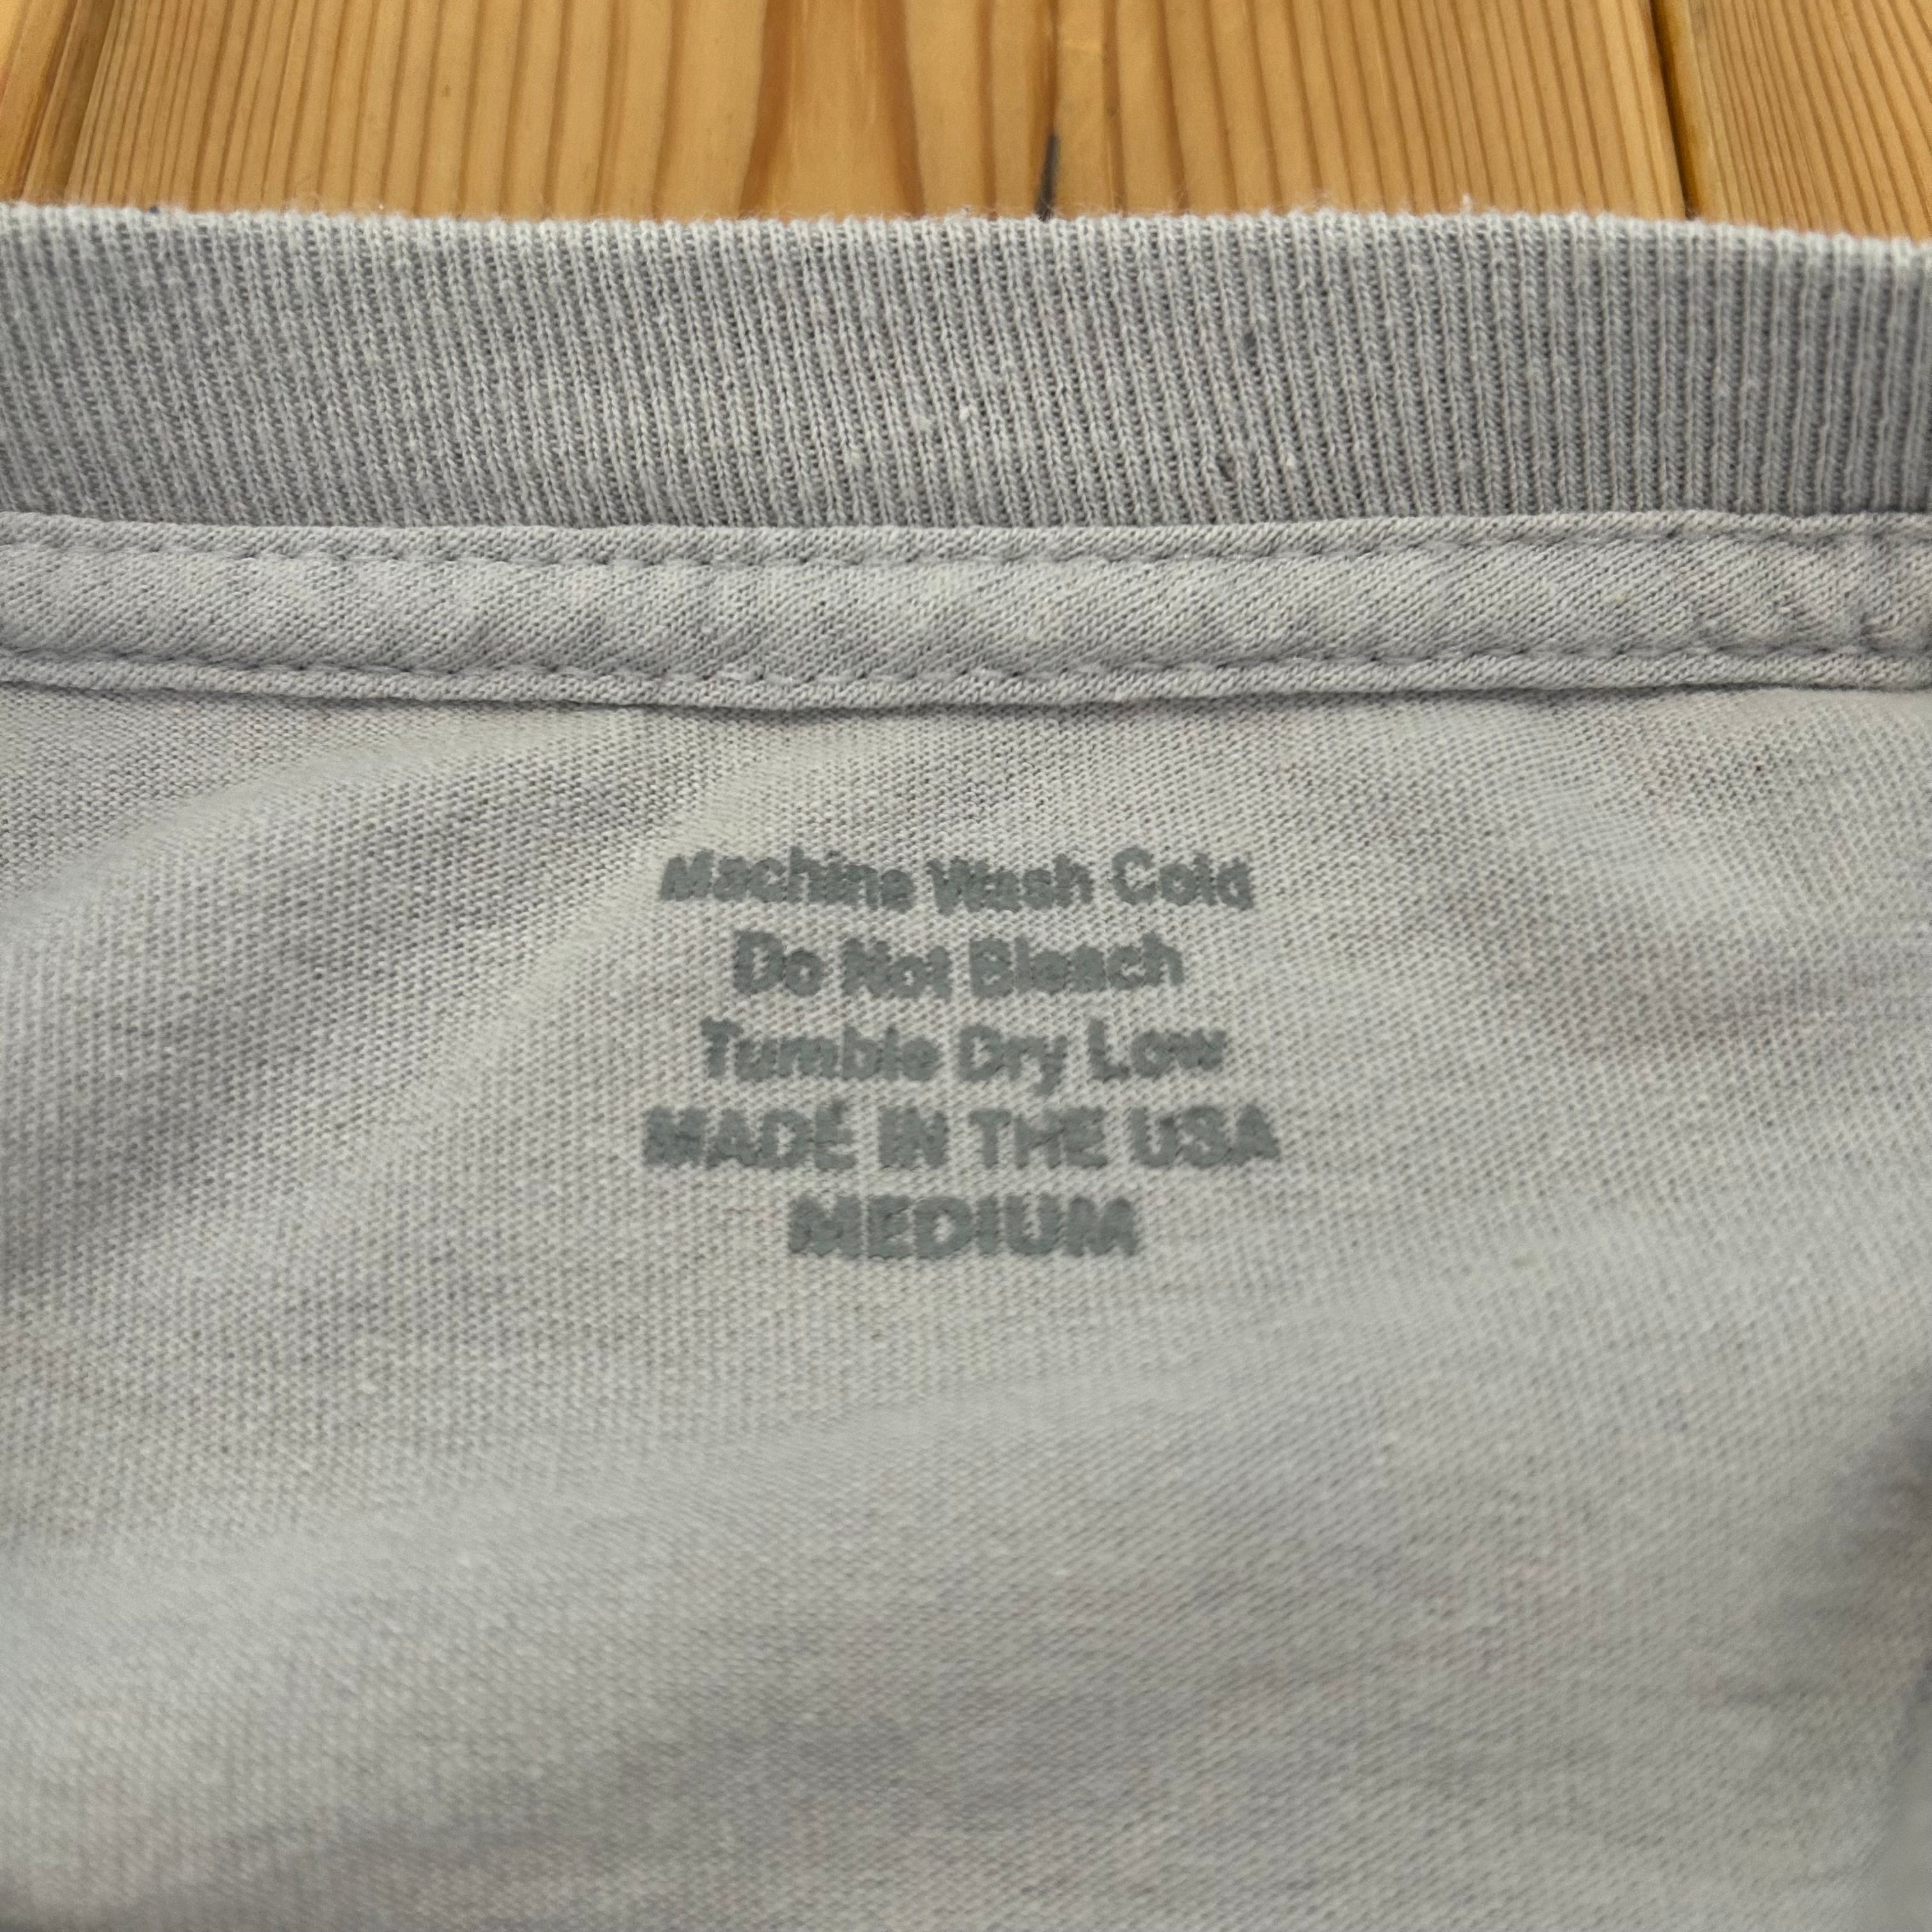 Machine Wash Cold
Do Not Bleach
Tumble Dry Low
MADE IN THE USA
MEDIUM